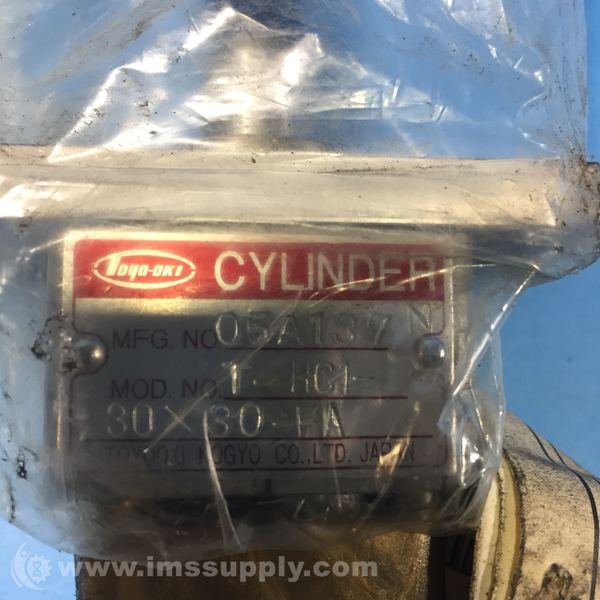 TOYO-OKI CYLINDER
MFG. NO 05A137
MOD. NO. T-HC1-
30×30-FA
TOYOOKI KOGYO CO.,LTD. JAPAN
www.imssupply.com